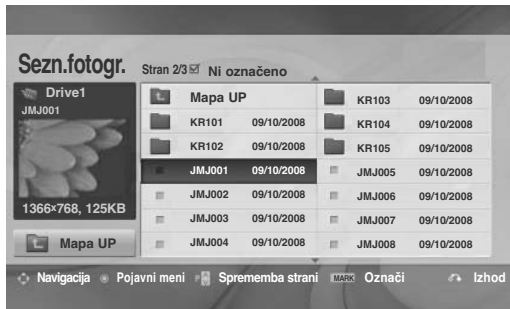 Sezn.fotogr.
Stran 2/3 Ni označeno
Drive1
JMJ001
1366x768, 125KB
Mapa UP
Mapa UP
KR101 09/10/2008
KR102 09/10/2008
JMJ001 09/10/2008
JMJ002 09/10/2008
JMJ003 09/10/2008
JMJ004 09/10/2008
KR103 09/10/2008
KR104 09/10/2008
KR105 09/10/2008
JMJ005 09/10/2008
JMJ006 09/10/2008
JMJ007 09/10/2008
JMJ008 09/10/2008
Navigacija Pojavni meni P Sprememba strani MARK Označi Izhod